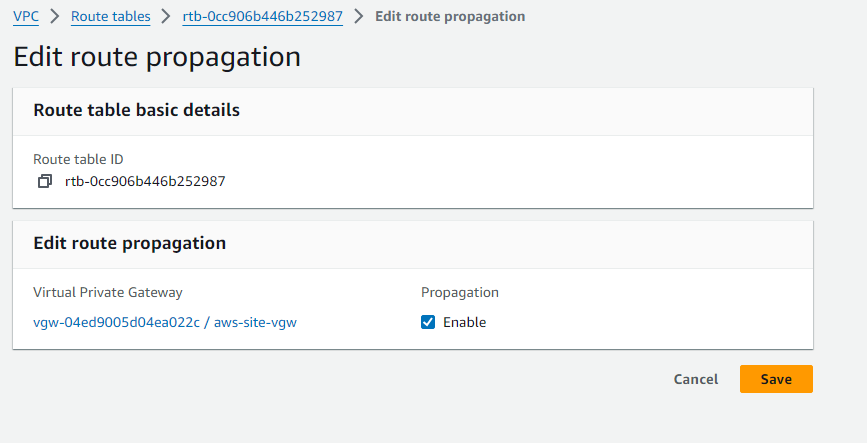 VPC > Route tables > rtb-0cc906b446b252987 > Edit route propagation
Edit route propagation
Route table basic details
Route table ID
rtb-0cc906b446b252987
Edit route propagation
Virtual Private Gateway Propagation
vgw-04ed9005d04ea022c / aws-site-vgw Enable
Cancel Save